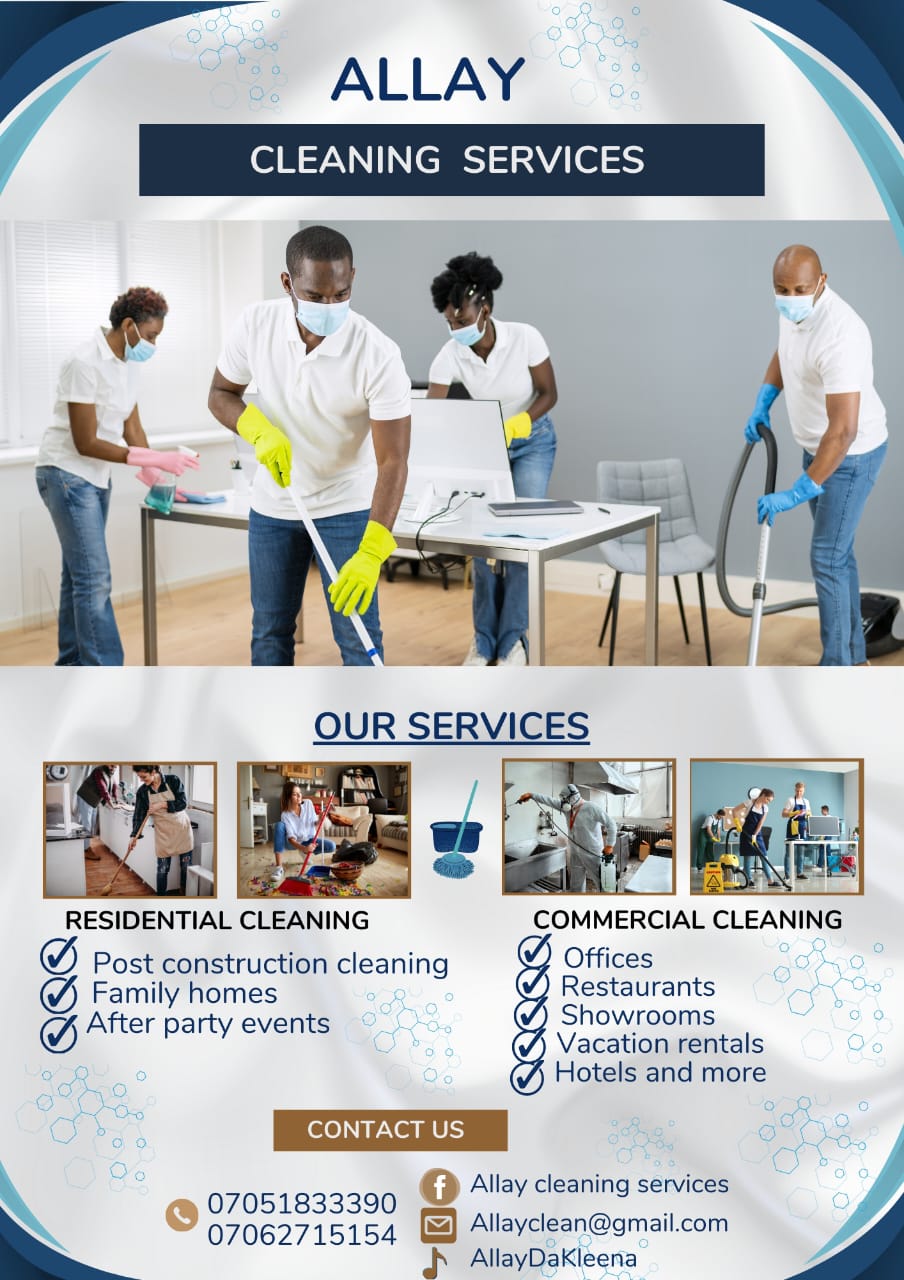 ALLAY
CLEANING SERVICES
OUR SERVICES
RESIDENTIAL CLEANING
Post construction cleaning
Family homes
After party events
COMMERCIAL CLEANING
Offices
Restaurants
Showrooms
Vacation rentals
Hotels and more
CONTACT US
07051833390
07062715154
Allay cleaning services
Allayclean@gmail.com
AllayDaKleena